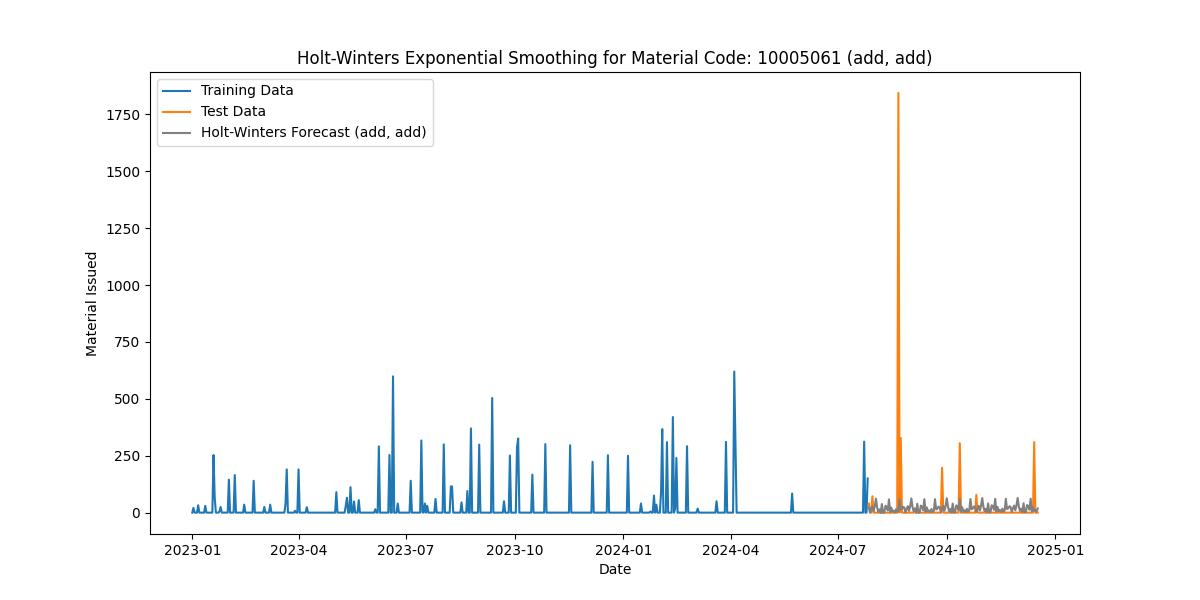 Holt-Winters Exponential Smoothing for Material Code: 10005061 (add, add)
Training Data
Test Data
Holt-Winters Forecast (add, add)
Material Issued
1750
1500
1250
1000
750
500
250
0
2023-01
2023-04
2023-07
2023-10
2024-01
2024-04
2024-07
2024-10
2025-01
Date